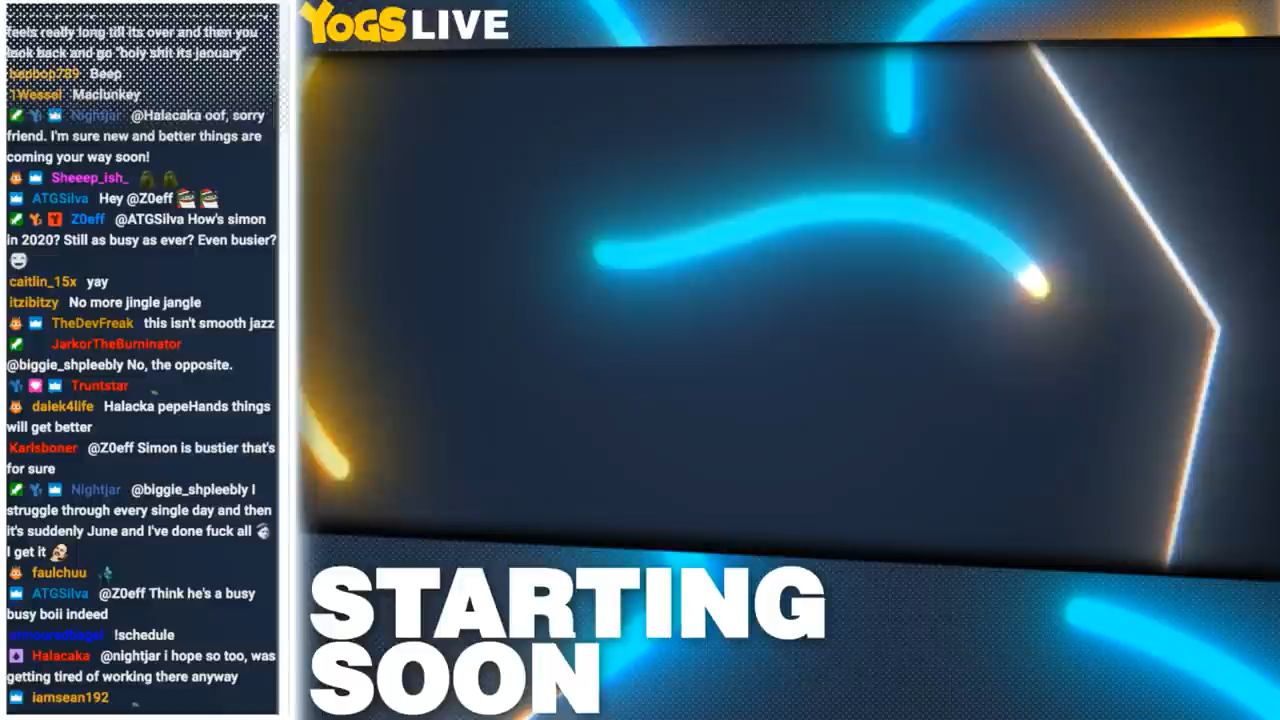 YOGS LIVE
feels really long till its over and then you
look back and go "holy shit its january"
bepbop789 Beep
1Wessel Maclunkey
Nightjar @Halacaka oof, sorry
friend. I'm sure new and better things are
coming your way soon!
Sheeep_ish_
ATGSilva Hey @Z0eff
Z0eff @ATGSilva How's simon
in 2020? Still as busy as ever? Even busier?
caitlin_15x yay
itzibitzy No more jingle jangle
TheDevFreak this isn't smooth jazz
JarkorTheBurninator
@biggie_shpleebly No, the opposite.
Truntstar
dalek4life Halacka pepeHands things
will get better
Karlsboner @Z0eff Simon is bustier that's
for sure
Nightjar @biggie_shpleebly I
struggle through every single day and then
it's suddenly June and I've done fuck all
I get it
faulchuu
ATGSilva @Z0eff Think he's a busy
busy boii indeed
armouredbagel !schedule
Halacaka @nightjar i hope so too, was
getting tired of working there anyway
iamsean192
STARTING
SOON